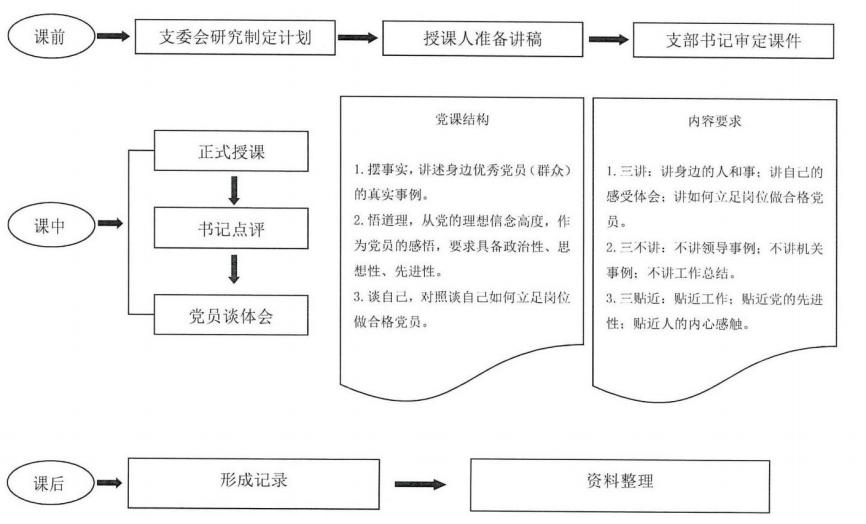 课前
支委会研究制定计划
授课人准备讲稿
支部书记审定课件
课中
正式授课
书记点评
党员谈体会
党课结构
1.摆事实，讲述身边优秀党员（群众）
的真实事例。
2.悟道理，从党的理想信念高度，作
为党员的感悟，要求具备政治性、思
想性、先进性。
3.谈自己，对照谈自己如何立足岗位
做合格党员。
内容要求
1.三讲：讲身边的人和事；讲自己的
感受体会；讲如何立足岗位做合格党
员。
2.三不讲：不讲领导事例；不讲机关
事例；不讲工作总结。
3.三贴近：贴近工作；贴近党的先进
性；贴近人的内心感触。
课后
形成记录
资料整理